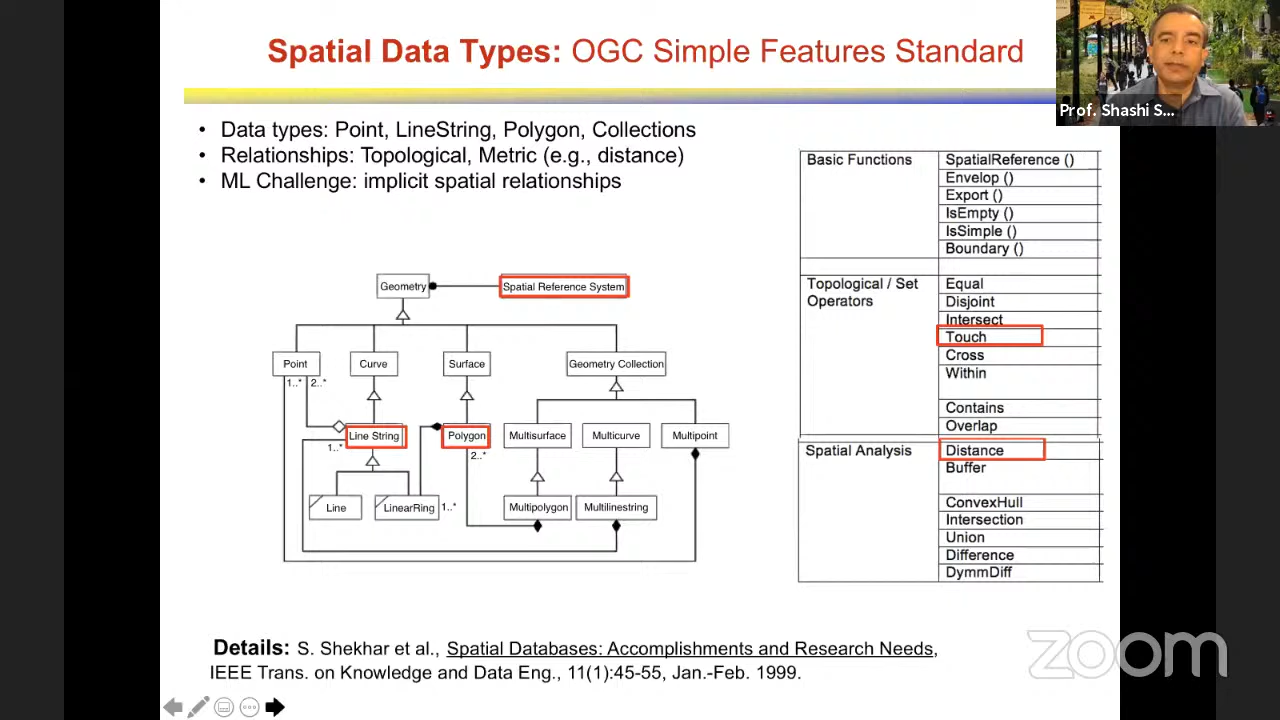 Spatial Data Types: OGC Simple Features Standard
Prof. Shashi S...
• Data types: Point, LineString, Polygon, Collections
• Relationships: Topological, Metric (e.g., distance)
• ML Challenge: implicit spatial relationships
Geometry
Spatial Reference System
Point
Curve
Surface
Geometry Collection
1..*
2..*
Line String
Polygon
Multisurface
Multicurve
Multipoint
1..*
2..*
Line
LinearRing
1..*
Multipolygon
Multilinestring
Basic Functions
SpatialReference ()
Envelop ()
Export ()
IsEmpty ()
IsSimple ()
Boundary ()
Topological / Set
Operators
Equal
Disjoint
Intersect
Touch
Cross
Within
Contains
Overlap
Spatial Analysis
Distance
Buffer
ConvexHull
Intersection
Union
Difference
DymmDiff
Details: S. Shekhar et al., Spatial Databases: Accomplishments and Research Needs,
IEEE Trans. on Knowledge and Data Eng., 11(1):45-55, Jan.-Feb. 1999.
zoom